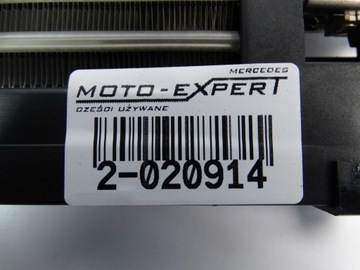 MERCEDES
MOTO-EXPERT
CZĘŚCI UŻYWANE
2-020914